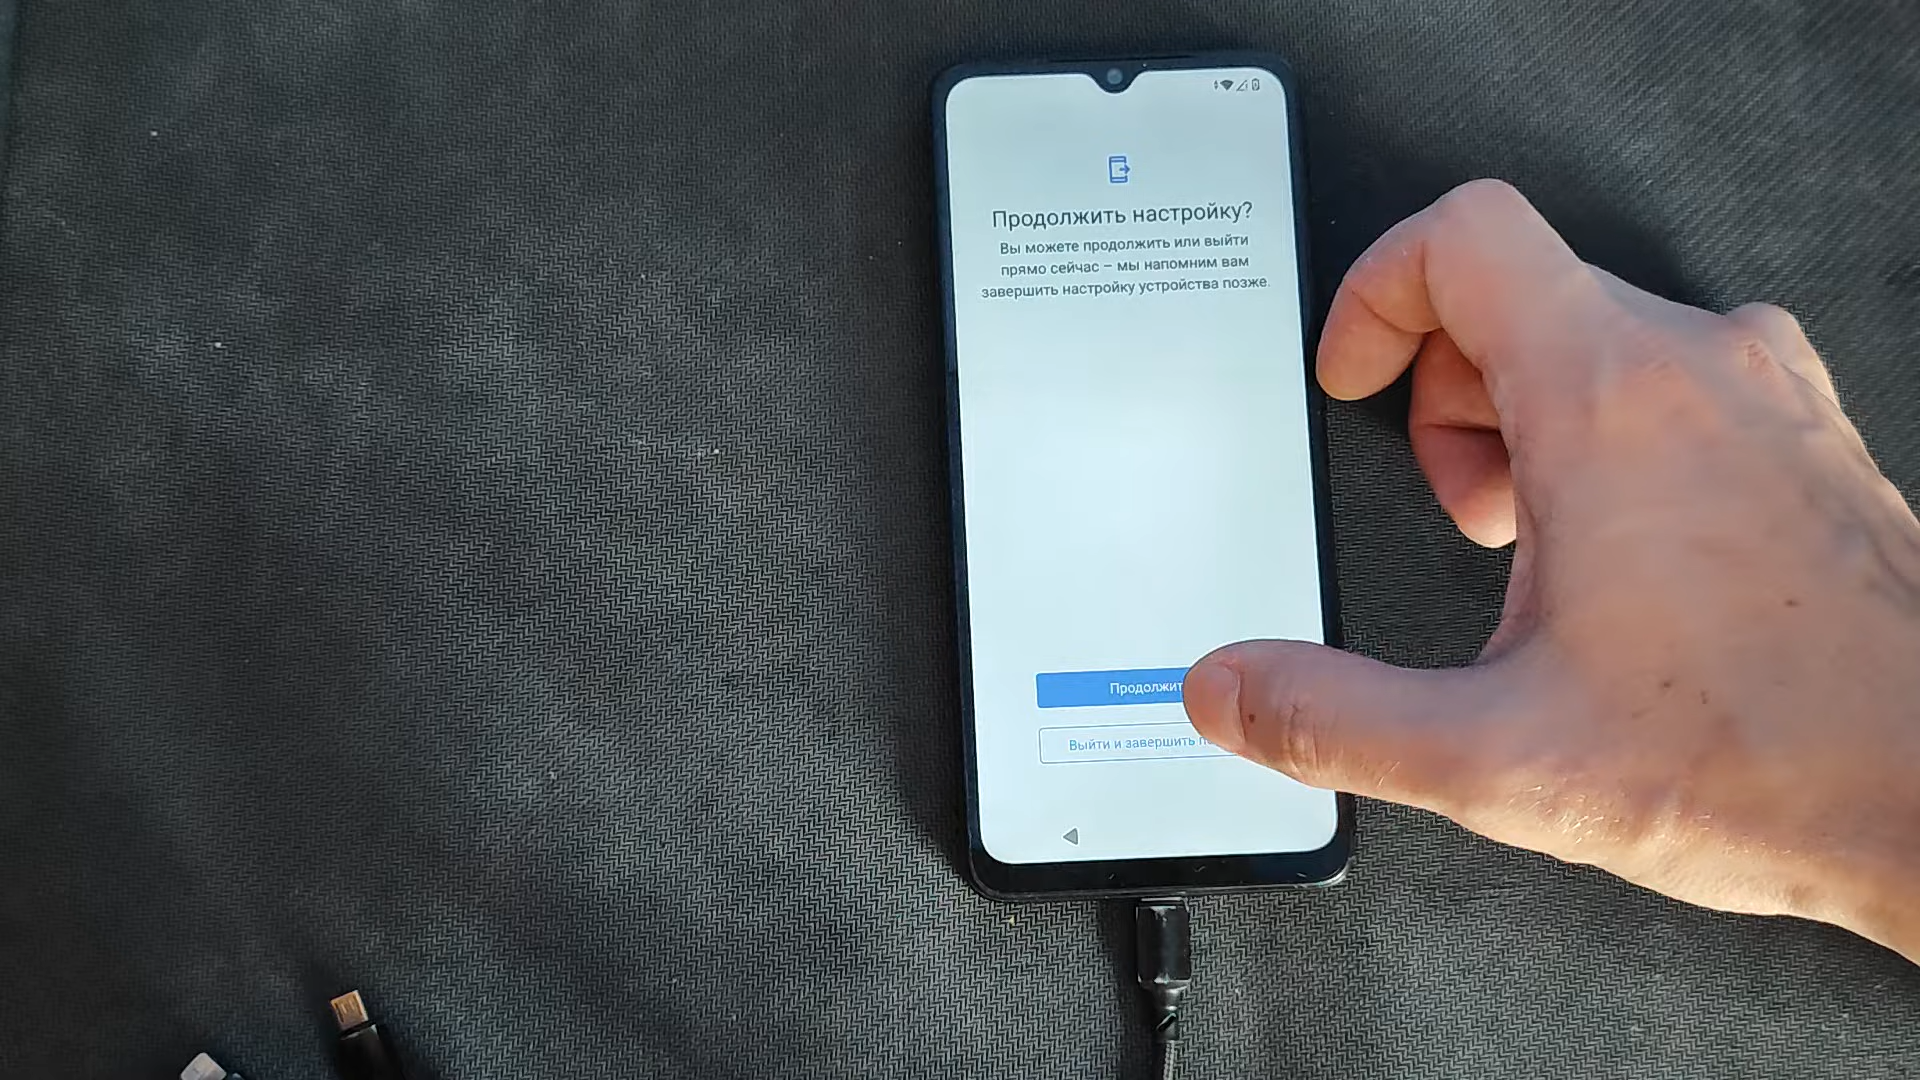 Продолжить настройку?
Вы можете продолжить или выйти
прямо сейчас – мы напомним вам
завершить настройку устройства позже.
Продолжит
Выйти и завершить